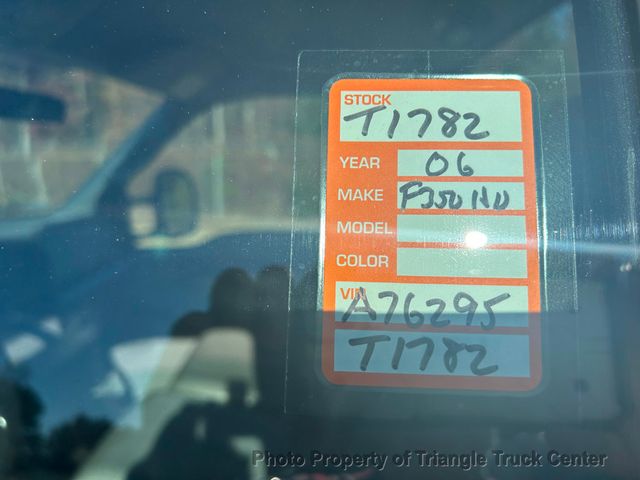 STOCK
T1782
YEAR 06
MAKE F350 HD
MODEL
COLOR
VIN
A76295
T1782
Photo Property of Triangle Truck Center